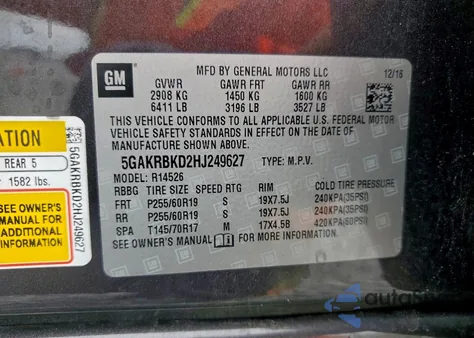 GM
MFD BY GENERAL MOTORS LLC
12/16
GVWR GAWR FRT GAWR RR
2908 KG 1450 KG 1600 KG
6411 LB 3196 LB 3527 LB
THIS VEHICLE CONFORMS TO ALL APPLICABLE U.S. FEDERAL MOTOR
VEHICLE SAFETY AND THEFT PREVENTION STANDARDS IN EFFECT ON THE DATE OF
MANUFACTURE SHOWN ABOVE.
5GAKRBKD2HJ249627 TYPE: M.P.V.
MODEL: R14526
RBBG TIRE SIZE SPEED RTG RIM COLD TIRE PRESSURE
FRT P255/60R19 S 19X7.5J 240KPA(35PSI)
RR P255/60R19 S 19X7.5J 240KPA(35PSI)
SPA T145/70R17 M 17X4.5B 420KPA(60PSI)
SEE OWNER'S MANUAL FOR MORE INFORMATION
REAR 5
1582 lbs.
SEE OWNER'S
MANUAL FOR
ADDITIONAL
INFORMATION
5GAKRBKD2HJ249627